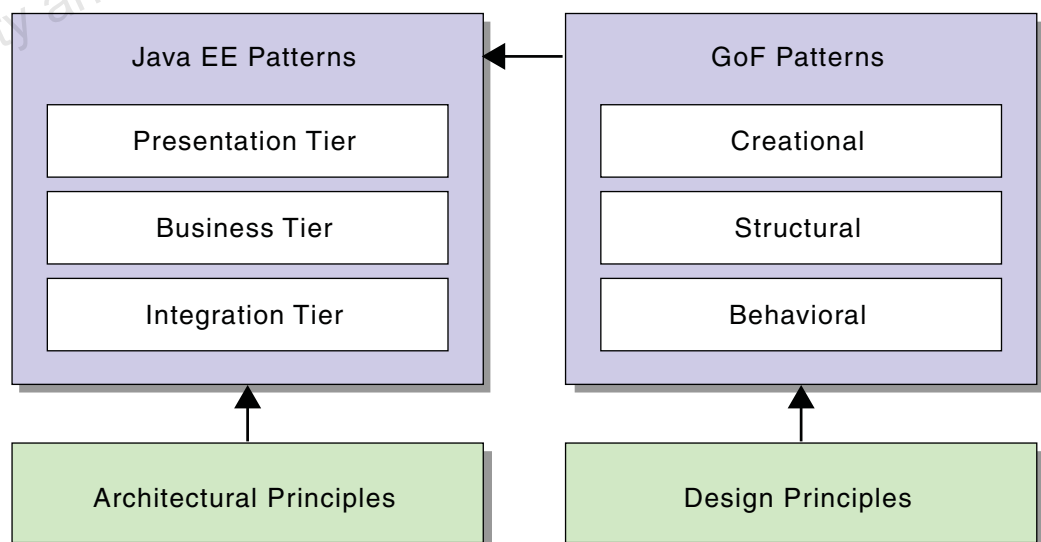 Java EE Patterns
Presentation Tier
Business Tier
Integration Tier
GoF Patterns
Creational
Structural
Behavioral
Architectural Principles
Design Principles